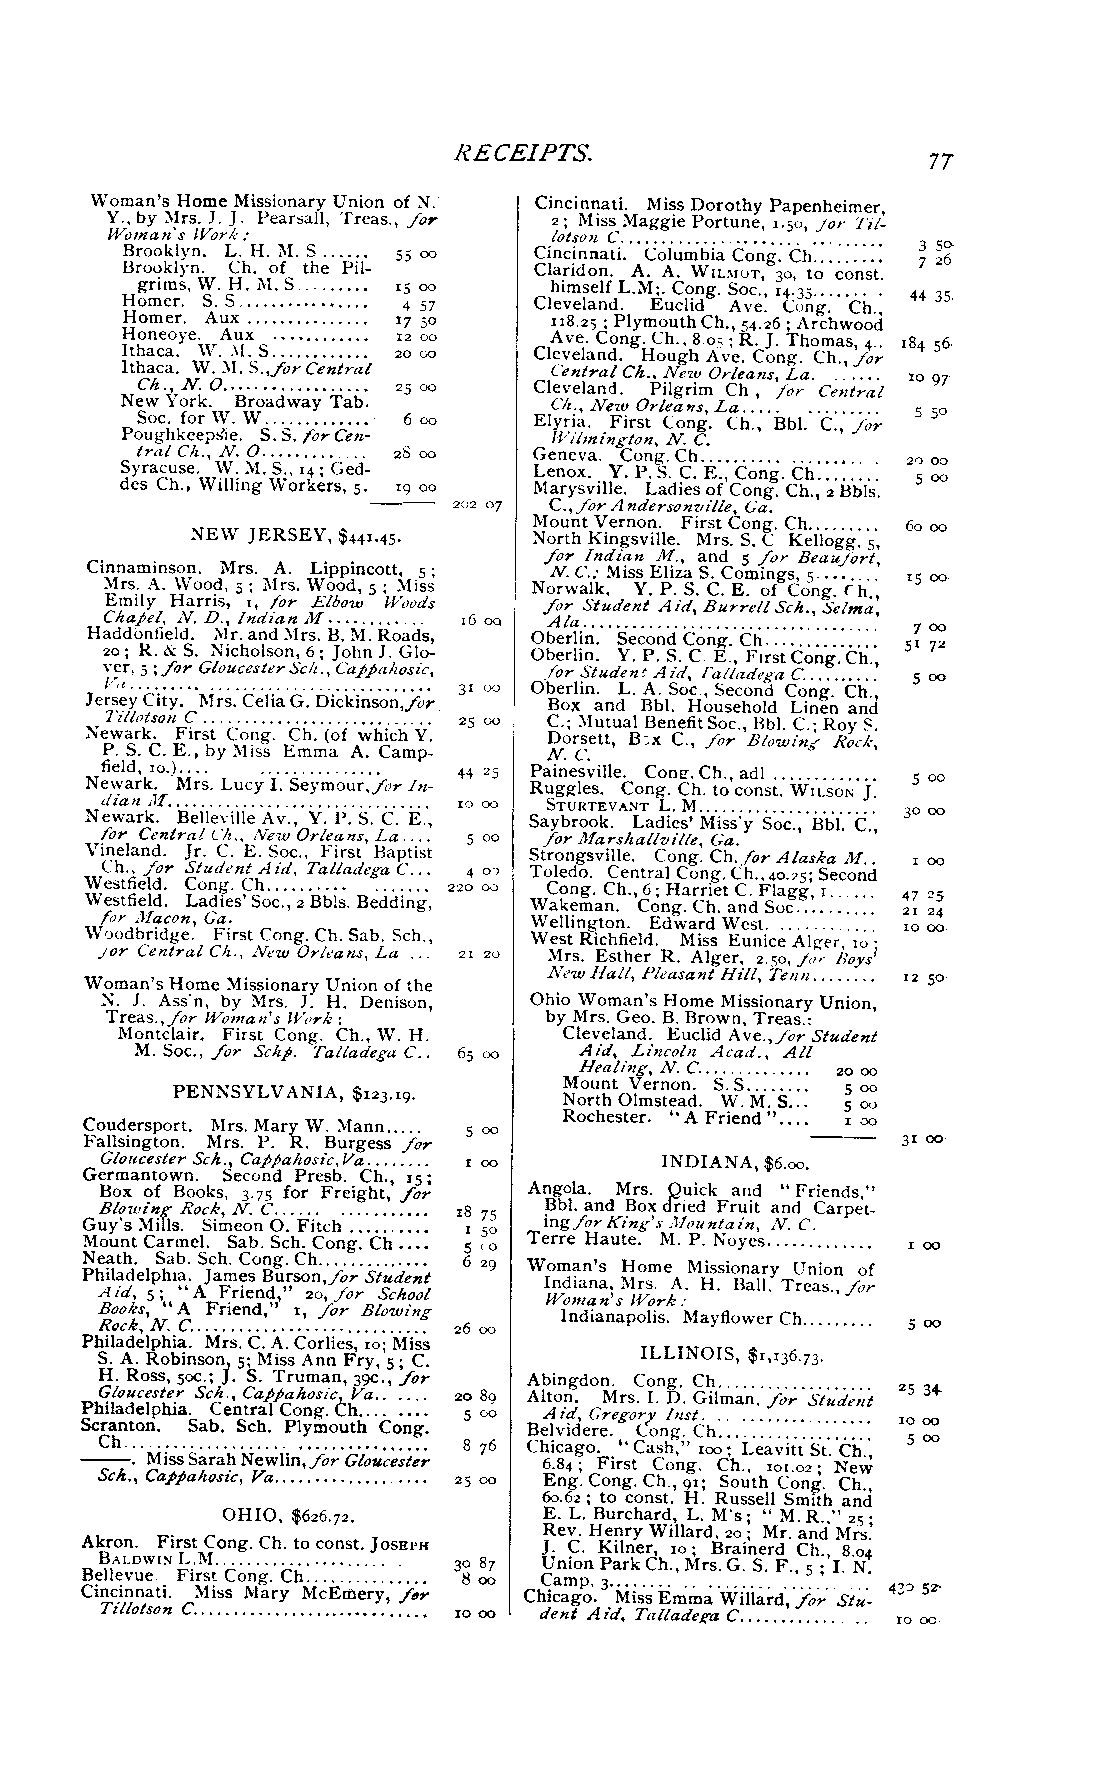 RECEIPTS.
77
Woman's Home Missionary Union of N.
Y., by Mrs. J. J. Pearsall, Treas., for
Woman's Work:
Brooklyn. L. H. M. S...... 55 00
Brooklyn. Ch. of the Pil-
grims, W. H. M. S......... 15 00
Homer. S. S................ 4 57
Homer. Aux ............... 17 50
Honeoye. Aux ............ 12 00
Ithaca. W. M. S............ 20 00
Ithaca. W. M. S., for Central
Ch., N. O.................. 25 00
New York. Broadway Tab.
Soc. for W. W............. 6 00
Poughkeepsie. S. S. for Cen-
tral Ch., N. O............. 28 00
Syracuse. W. M. S., 14; Ged-
des Ch., Willing Workers, 5. 19 00
——— 202 07
NEW JERSEY, $441.45.
Cinnaminson. Mrs. A. Lippincott, 5;
Mrs. A. Wood, 5; Mrs. Wood, 5; Miss
Emily Harris, 1, for Elbow Woods
Chapel, N. D., Indian M............ 16 00
Haddonfield. Mr. and Mrs. B. M. Roads,
20; R. & S. Nicholson, 6; John J. Glo-
ver, 5; for Gloucester Sch., Cappahosic,
Va.................................... 31 00
Jersey City. Mrs. Celia G. Dickinson, for
Tillotson C........................... 25 00
Newark. First Cong. Ch. (of which Y.
P. S. C. E., by Miss Emma A. Camp-
field, 10.).... .............. 44 25
Newark. Mrs. Lucy I. Seymour, for In-
dian M............................... 10 00
Newark. Belleville Av., Y. P. S. C. E.,
for Central Ch., New Orleans, La..... 5 00
Vineland. Jr. C. E. Soc., First Baptist
Ch., for Student Aid, Talladega C... 4 00
Westfield. Cong. Ch.......... ....... 220 00
Westfield. Ladies' Soc., 2 Bbls. Bedding,
for Macon, Ga.
Woodbridge. First Cong. Ch. Sab. Sch.,
for Central Ch., New Orleans, La ... 21 20
Woman's Home Missionary Union of the
N. J. Ass'n, by Mrs. J. H. Denison,
Treas., for Woman's Work:
Montclair. First Cong. Ch., W. H.
M. Soc., for Schp. Talladega C.. 65 00
PENNSYLVANIA, $123.19.
Coudersport. Mrs. Mary W. Mann..... 5 00
Fallsington. Mrs. P. R. Burgess for
Gloucester Sch., Cappahosic, Va........ 1 00
Germantown. Second Presb. Ch., 15;
Box of Books, 3.75 for Freight, for
Blowing Rock, N. C...... ........... 18 75
Guy's Mills. Simeon O. Fitch .......... 1 50
Mount Carmel. Sab. Sch. Cong. Ch .... 5 00
Neath. Sab. Sch. Cong. Ch.............. 6 29
Philadelphia. James Burson, for Student
Aid, 5; "A Friend," 20, for School
Books, "A Friend," 1, for Blowing
Rock, N. C............................ 26 00
Philadelphia. Mrs. C. A. Corlies, 10; Miss
S. A. Robinson, 5; Miss Ann Fry, 5; C.
H. Ross, 50c.; J. S. Truman, 39c., for
Gloucester Sch., Cappahosic, Va.. ..... 20 89
Philadelphia. Central Cong. Ch.... .... 5 00
Scranton. Sab. Sch. Plymouth Cong.
Ch..................... ................ 8 76
———. Miss Sarah Newlin, for Gloucester
Sch., Cappahosic, Va................... 25 00
OHIO, $626.72.
Akron. First Cong. Ch. to const. JOSEPH
BALDWIN L.M....................... 30 87
Bellevue. First Cong. Ch............... 8 00
Cincinnati. Miss Mary McEmery, for
Tillotson C............................ 10 00
Cincinnati. Miss Dorothy Papenheimer,
2; Miss Maggie Portune, 1.50, for Til-
lotson C................................ 3 50
Cincinnati. Columbia Cong. Ch......... 7 26
Claridon. A. A. WILMOT, 30, to const.
himself L.M;. Cong. Soc., 14.35........ 44 35
Cleveland. Euclid Ave. Cong. Ch.,
118.25; Plymouth Ch., 54.26; Archwood
Ave. Cong. Ch., 8.05; R. J. Thomas, 4.. 184 56
Cleveland. Hough Ave. Cong. Ch., for
Central Ch., New Orleans, La. ...... 10 97
Cleveland. Pilgrim Ch, for Central
Ch., New Orleans, La..... ......... 5 50
Elyria. First Cong. Ch., Bbl. C., for
Wilmington, N. C.
Geneva. Cong. Ch..................... 20 00
Lenox. Y. P. S. C. E., Cong. Ch........ 5 00
Marysville. Ladies of Cong. Ch., 2 Bbls.
C., for Andersonville, Ga.
Mount Vernon. First Cong. Ch......... 60 00
North Kingsville. Mrs. S. C Kellogg, 5,
for Indian M., and 5 for Beaufort,
N. C.; Miss Eliza S. Comings, 5........ 15 00
Norwalk. Y. P. S. C. E. of Cong. Ch.,
for Student Aid, Burrell Sch., Selma,
Ala.................................... 7 00
Oberlin. Second Cong. Ch.............. 51 72
Oberlin. Y. P. S. C. E., First Cong. Ch.,
for Student Aid, Talladega C.......... 5 00
Oberlin. L. A. Soc., Second Cong. Ch.,
Box and Bbl. Household Linen and
C.; Mutual Benefit Soc., Bbl. C.; Roy S.
Dorsett, Box C., for Blowing Rock,
N. C.
Painesville. Cong. Ch., adl ............. 5 00
Ruggles. Cong. Ch. to const. WILSON J.
STURTEVANT L. M..................... 30 00
Saybrook. Ladies' Miss'y Soc., Bbl. C.,
for Marshallville, Ga.
Strongsville. Cong. Ch. for Alaska M.. 1 00
Toledo. Central Cong. Ch., 40.25; Second
Cong. Ch., 6; Harriet C. Flagg, 1...... 47 25
Wakeman. Cong. Ch. and Soc.......... 21 24
Wellington. Edward West. ............ 10 00
West Richfield. Miss Eunice Alger, 10;
Mrs. Esther R. Alger, 2.50, for Boys'
New Hall, Pleasant Hill, Tenn........ 12 50
Ohio Woman's Home Missionary Union,
by Mrs. Geo. B. Brown, Treas.:
Cleveland. Euclid Ave., for Student
Aid, Lincoln Acad., All
Healing, N. C.............. 20 00
Mount Vernon. S. S........ 5 00
North Olmstead. W. M. S... 5 00
Rochester. "A Friend".... 1 00
——— 31 00
INDIANA, $6.00.
Angola. Mrs. Quick and "Friends,"
Bbl. and Box dried Fruit and Carpet-
ing for King's Mountain, N. C.
Terre Haute. M. P. Noyes............. 1 00
Woman's Home Missionary Union of
Indiana, Mrs. A. H. Ball, Treas., for
Woman's Work:
Indianapolis. Mayflower Ch......... 5 00
ILLINOIS, $1,136.73.
Abingdon. Cong. Ch................... 25 34
Alton. Mrs. I. D. Gilman, for Student
Aid, Gregory Inst. ................... 10 00
Belvidere. Cong. Ch................... 5 00
Chicago. "Cash," 100; Leavitt St. Ch.,
6.84; First Cong. Ch., 101.02; New
Eng. Cong. Ch., 91; South Cong. Ch.,
60.62; to const. H. Russell Smith and
E. L. Burchard, L. M's; "M. R.," 25;
Rev. Henry Willard, 20; Mr. and Mrs.
J. C. Kilner, 10; Brainerd Ch., 8.04
Union Park Ch., Mrs. G. S. F., 5; I. N.
Camp, 3................................ 430 52
Chicago. Miss Emma Willard, for Stu-
dent Aid, Talladega C................ 10 00